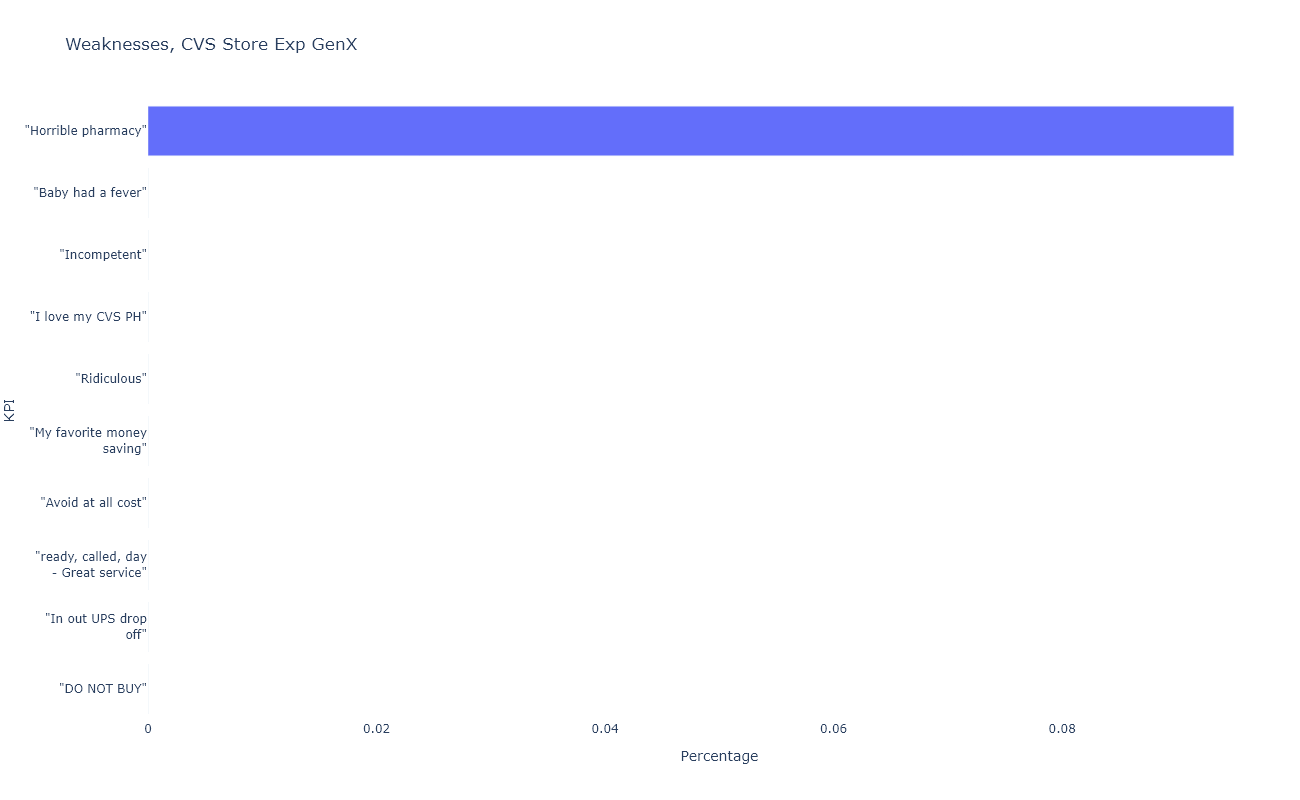 Weaknesses, CVS Store Exp GenX
"Horrible pharmacy"
"Baby had a fever"
"Incompetent"
"I love my CVS PH"
"Ridiculous"
KPI
"My favorite money
saving"
"Avoid at all cost"
"ready, called, day
- Great service"
"In out UPS drop
off"
"DO NOT BUY"
0 0.02 0.04 0.06 0.08
Percentage